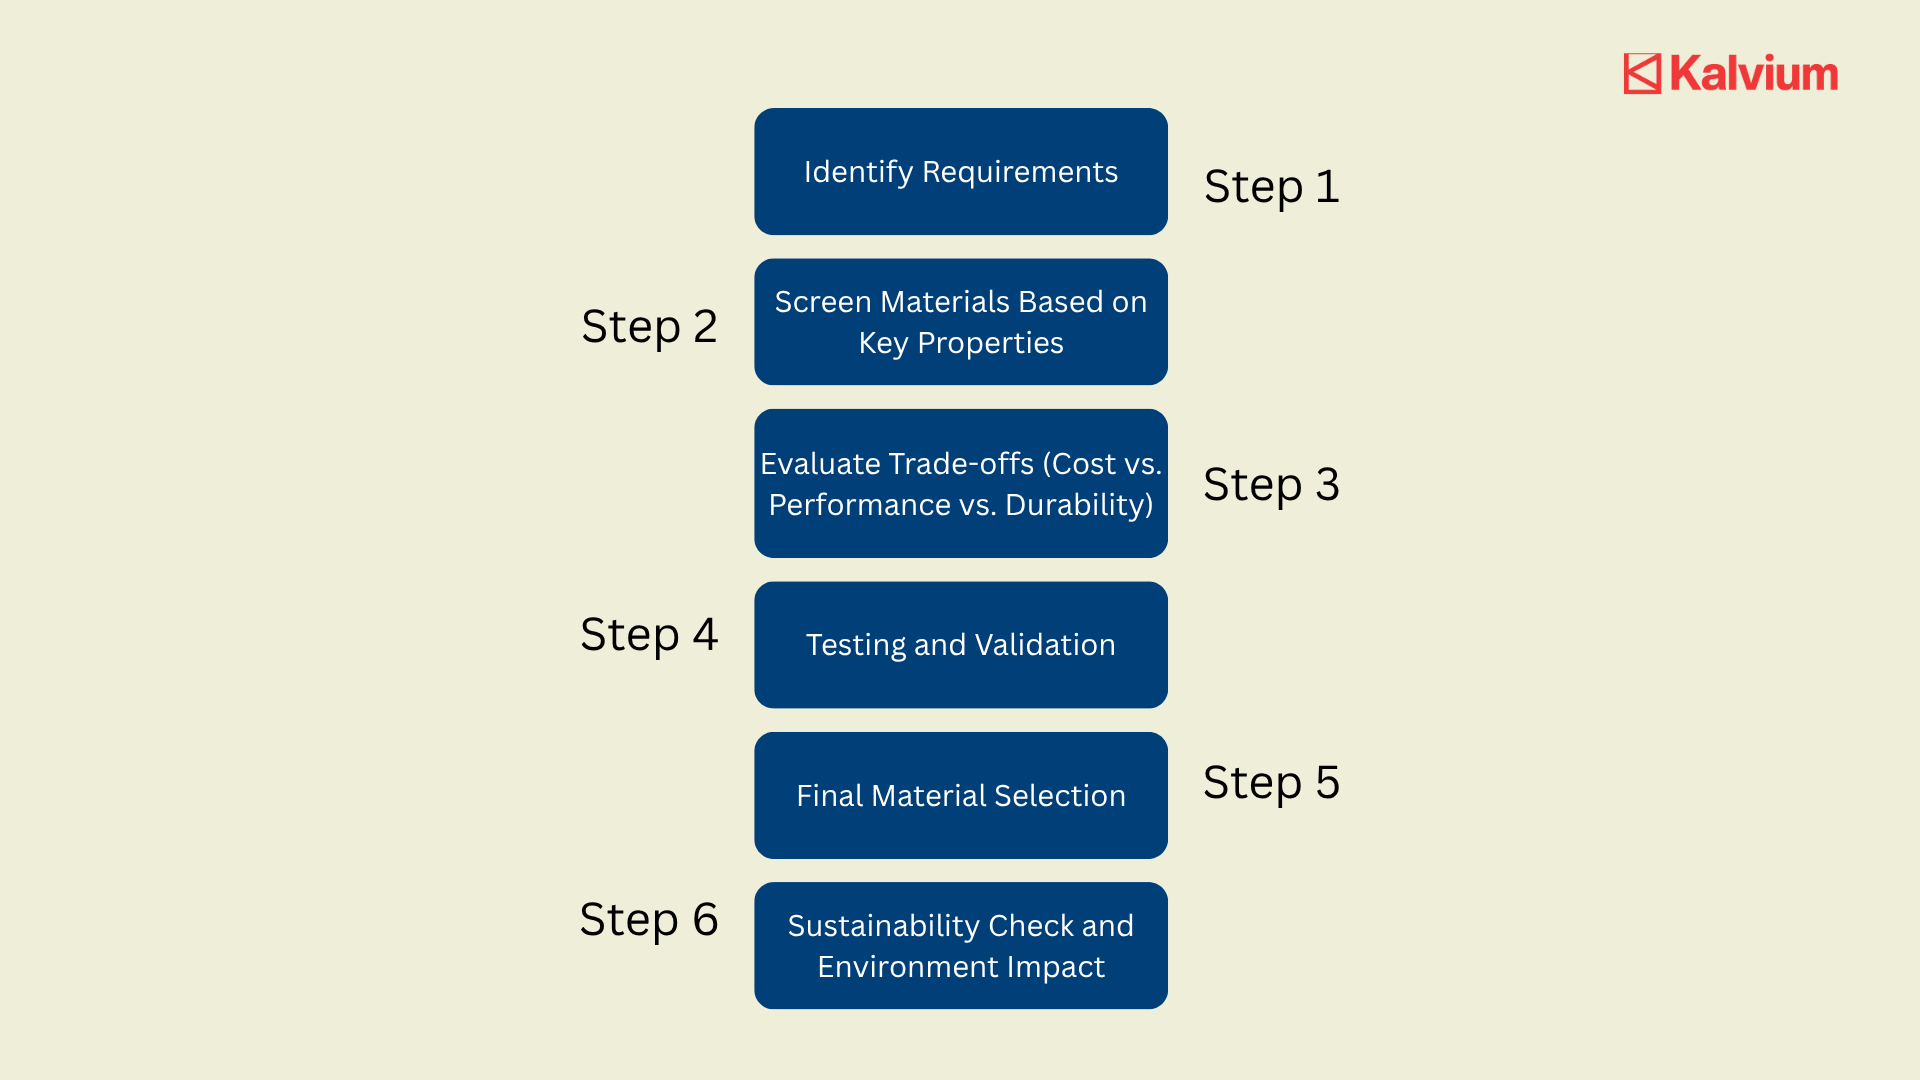 Kalvium
Identify Requirements
Step 1
Step 2
Screen Materials Based on
Key Properties
Evaluate Trade-offs (Cost vs.
Performance vs. Durability)
Step 3
Step 4
Testing and Validation
Final Material Selection
Step 5
Step 6
Sustainability Check and
Environment Impact